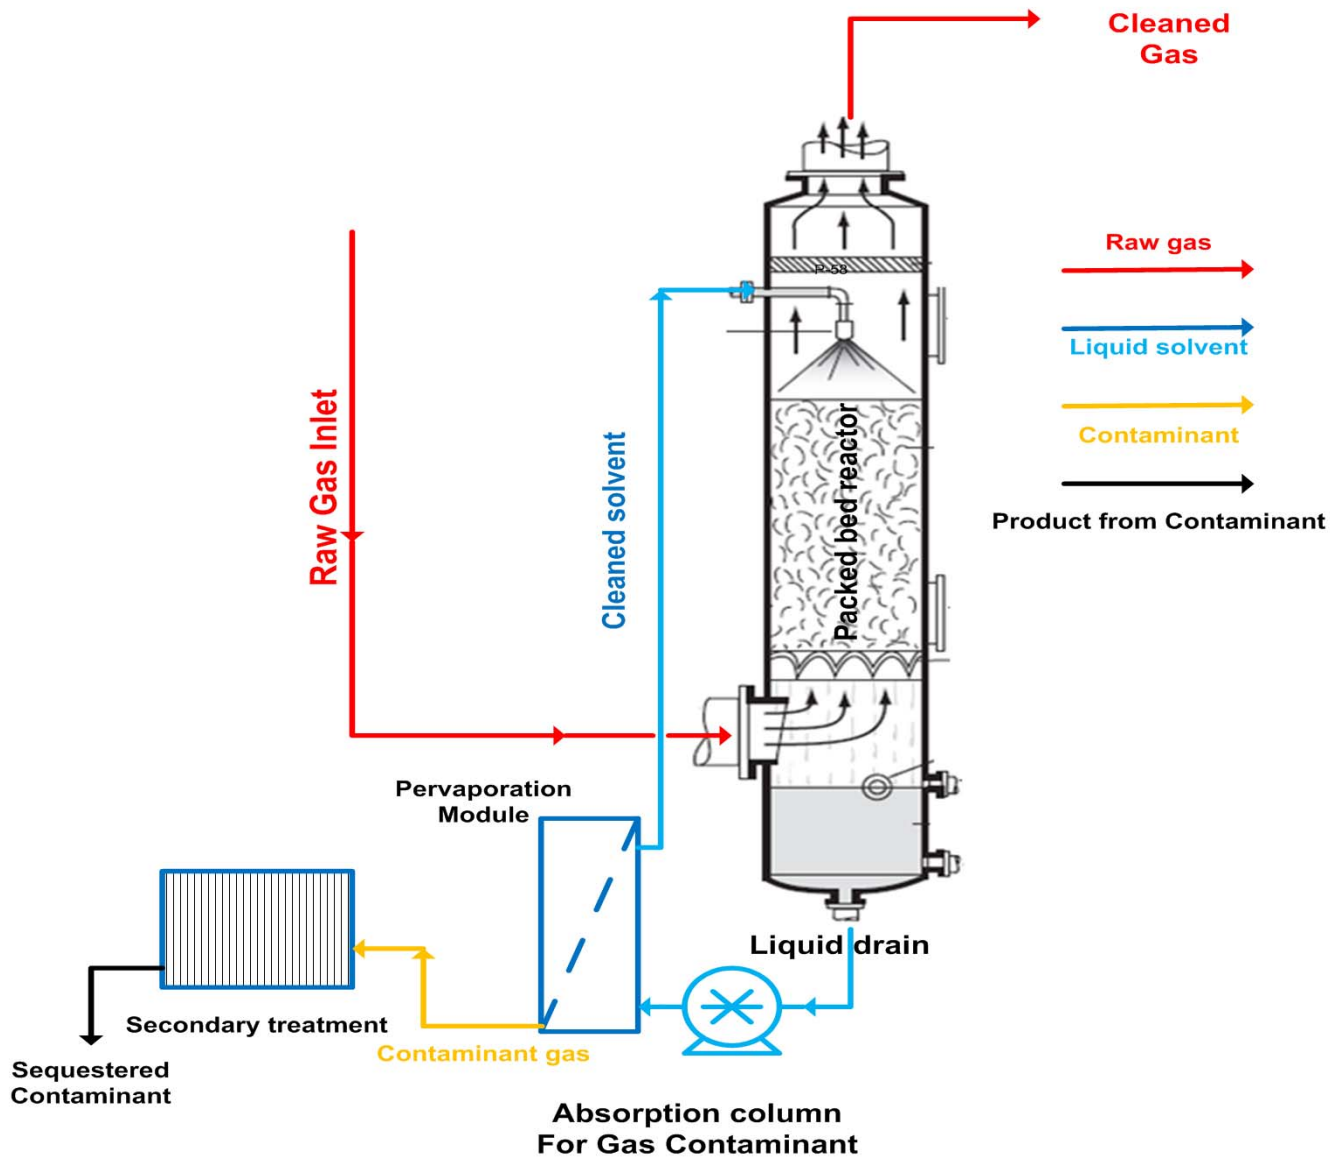 Cleaned
Gas
P-58
Raw gas
Liquid solvent
Contaminant
Product from Contaminant
Raw Gas Inlet
Cleaned solvent
Packed bed reactor
Pervaporation
Module
Liquid drain
Secondary treatment
Contaminant gas
Sequestered
Contaminant
Absorption column
For Gas Contaminant